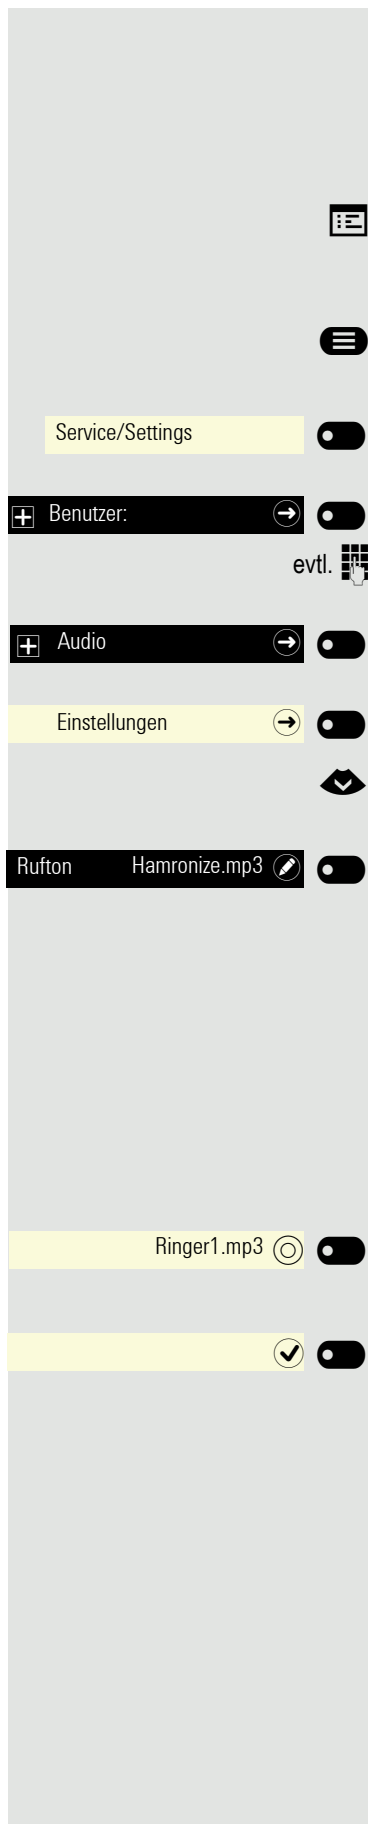 Service/Settings
Benutzer:
evtl.
Audio
Einstellungen
Rufton Hamronize.mp3
Ringer1.mp3